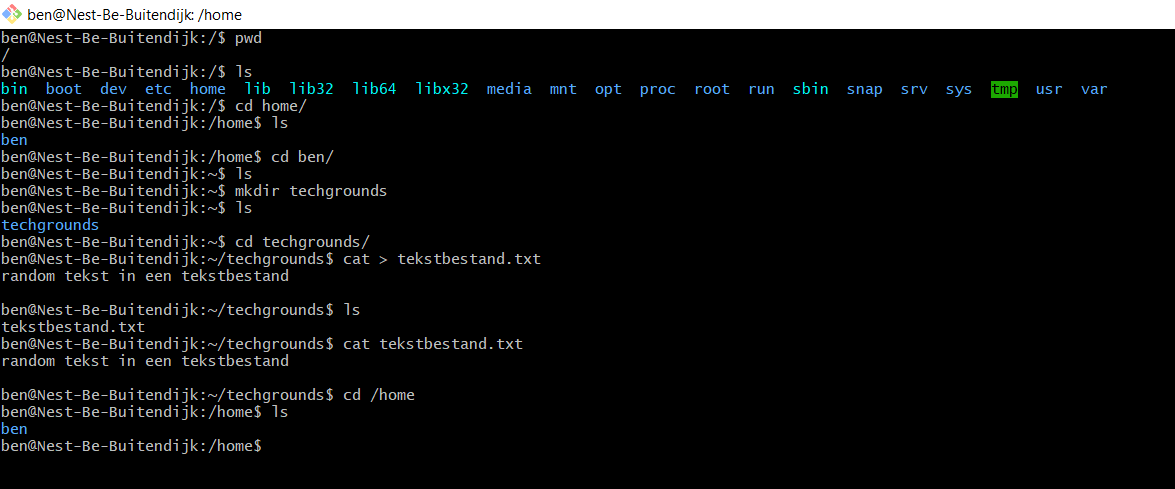 ben@Nest-Be-Buitendijk: /home
ben@Nest-Be-Buitendijk:/$ pwd
/
ben@Nest-Be-Buitendijk:/$ ls
bin  boot  dev  etc  home  lib  lib32  lib64  libx32  media  mnt  opt  proc  root  run  sbin  snap  srv  sys  tmp  usr  var
ben@Nest-Be-Buitendijk:/$ cd home/
ben@Nest-Be-Buitendijk:/home$ ls
ben
ben@Nest-Be-Buitendijk:/home$ cd ben/
ben@Nest-Be-Buitendijk:~$ ls
ben@Nest-Be-Buitendijk:~$ mkdir techgrounds
ben@Nest-Be-Buitendijk:~$ ls
techgrounds
ben@Nest-Be-Buitendijk:~$ cd techgrounds/
ben@Nest-Be-Buitendijk:~/techgrounds$ cat > tekstbestand.txt
random tekst in een tekstbestand
ben@Nest-Be-Buitendijk:~/techgrounds$ ls
tekstbestand.txt
ben@Nest-Be-Buitendijk:~/techgrounds$ cat tekstbestand.txt
random tekst in een tekstbestand
ben@Nest-Be-Buitendijk:~/techgrounds$ cd /home
ben@Nest-Be-Buitendijk:/home$ ls
ben
ben@Nest-Be-Buitendijk:/home$